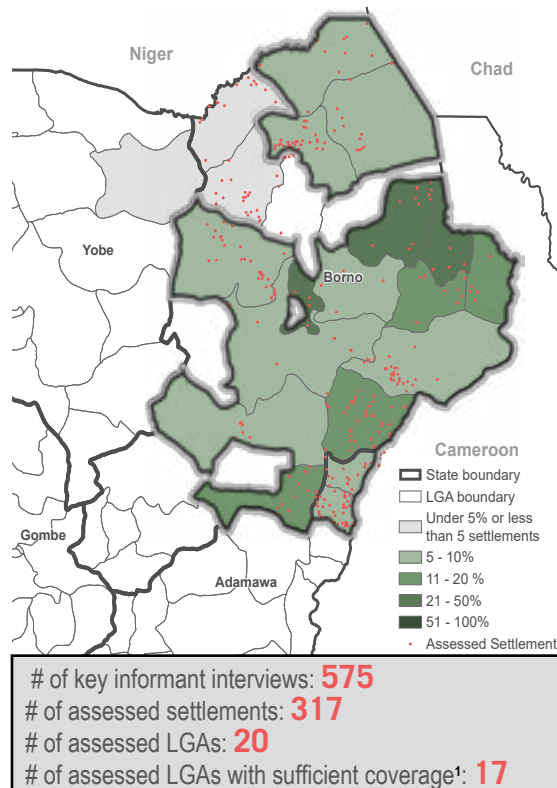 Niger
Chad
Yobe
Borno
Cameroon
State boundary
LGA boundary
Under 5% or less
than 5 settlements
5 - 10%
Gombe
11 - 20 %
Adamawa
21 - 50%
51 - 100%
Assessed Settlement
# of key informant interviews: 575
# of assessed settlements: 317
# of assessed LGAs: 20
# of assessed LGAs with sufficient coverage¹: 17